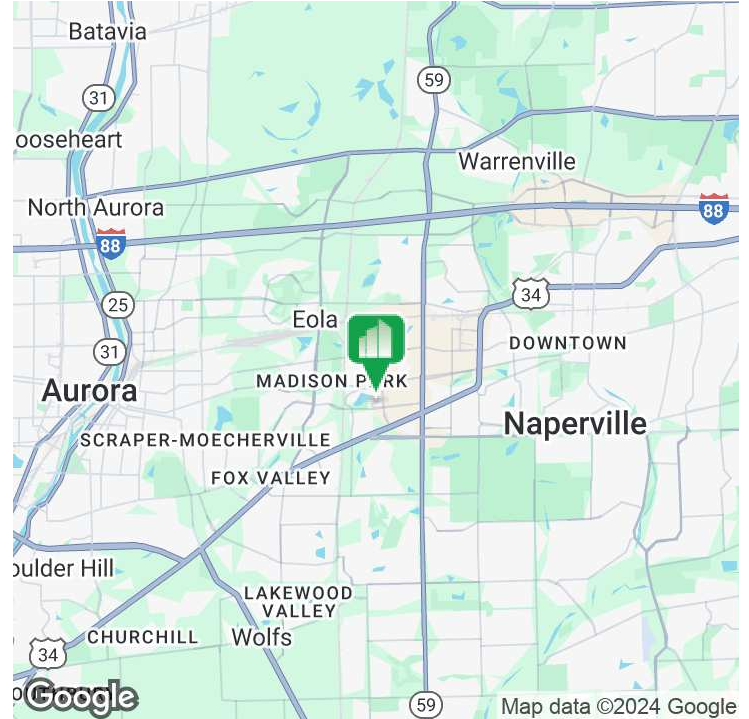 Batavia
59
31
ooseheart
Warrenville
North Aurora
88
88
34
25
Eola
DOWNTOWN
31
MADISON PARK
Aurora
Naperville
SCRAPER-MOECHERVILLE
FOX VALLEY
oulder Hill
LAKEWOOD
VALLEY
CHURCHILL
Wolfs
34
Google
59
Map data ©2024 Google